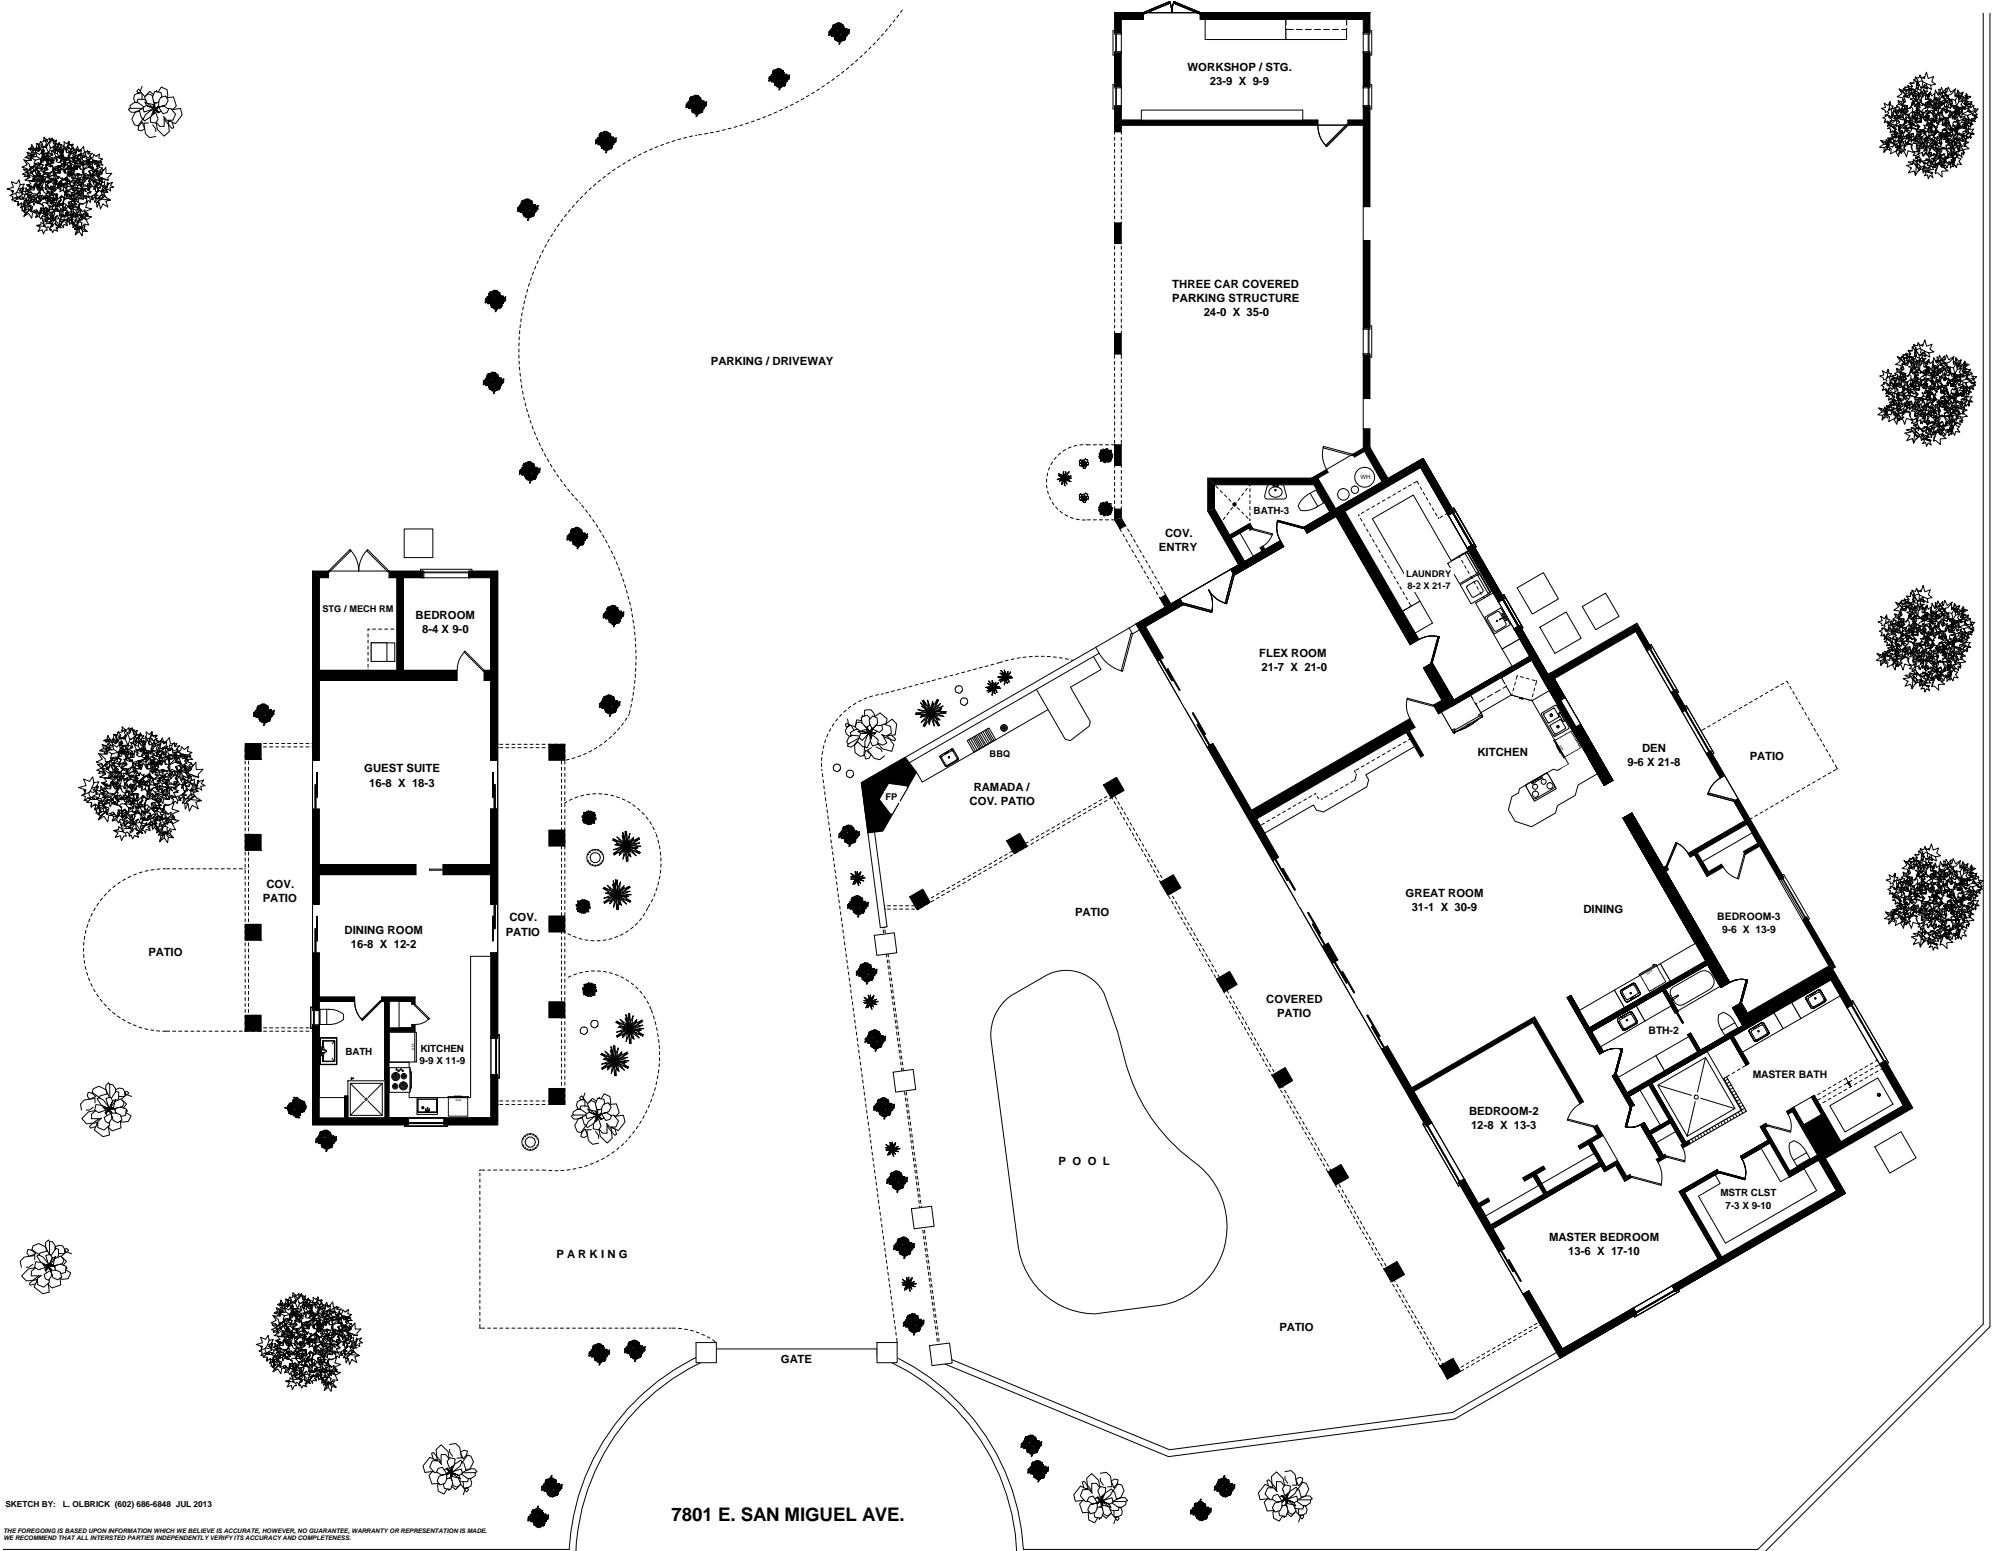 WORKSHOP / STG.
23-9 X 9-9
THREE CAR COVERED
PARKING STRUCTURE
24-0 X 35-0
PARKING / DRIVEWAY
WH
BATH-3
COV.
ENTRY
LAUNDRY
8-2 X 21-7
STG / MECH RM
BEDROOM
8-4 X 9-0
FLEX ROOM
21-7 X 21-0
GUEST SUITE
16-8 X 18-3
BBQ
RAMADA /
COV. PATIO
FP
KITCHEN
DEN
9-6 X 21-8
PATIO
COV.
PATIO
DINING ROOM
16-8 X 12-2
COV.
PATIO
PATIO
PATIO
GREAT ROOM
31-1 X 30-9
DINING
BEDROOM-3
9-6 X 13-9
COVERED
PATIO
BATH
KITCHEN
9-9 X 11-9
BTH-2
MASTER BATH
BEDROOM-2
12-8 X 13-3
POOL
MSTR CLST
7-3 X 9-10
MASTER BEDROOM
13-6 X 17-10
PARKING
PATIO
GATE
7801 E. SAN MIGUEL AVE.
SKETCH BY: L. OLBRICK (602) 686-6848 JUL 2013
THE FOREGOING IS BASED UPON INFORMATION WHICH WE BELIEVE IS ACCURATE, HOWEVER, NO GUARANTEE, WARRANTY OR REPRESENTATION IS MADE.
WE RECOMMEND THAT ALL INTERSTED PARTIES INDEPENDENTLY VERIFY ITS ACCURACY AND COMPLETENESS.